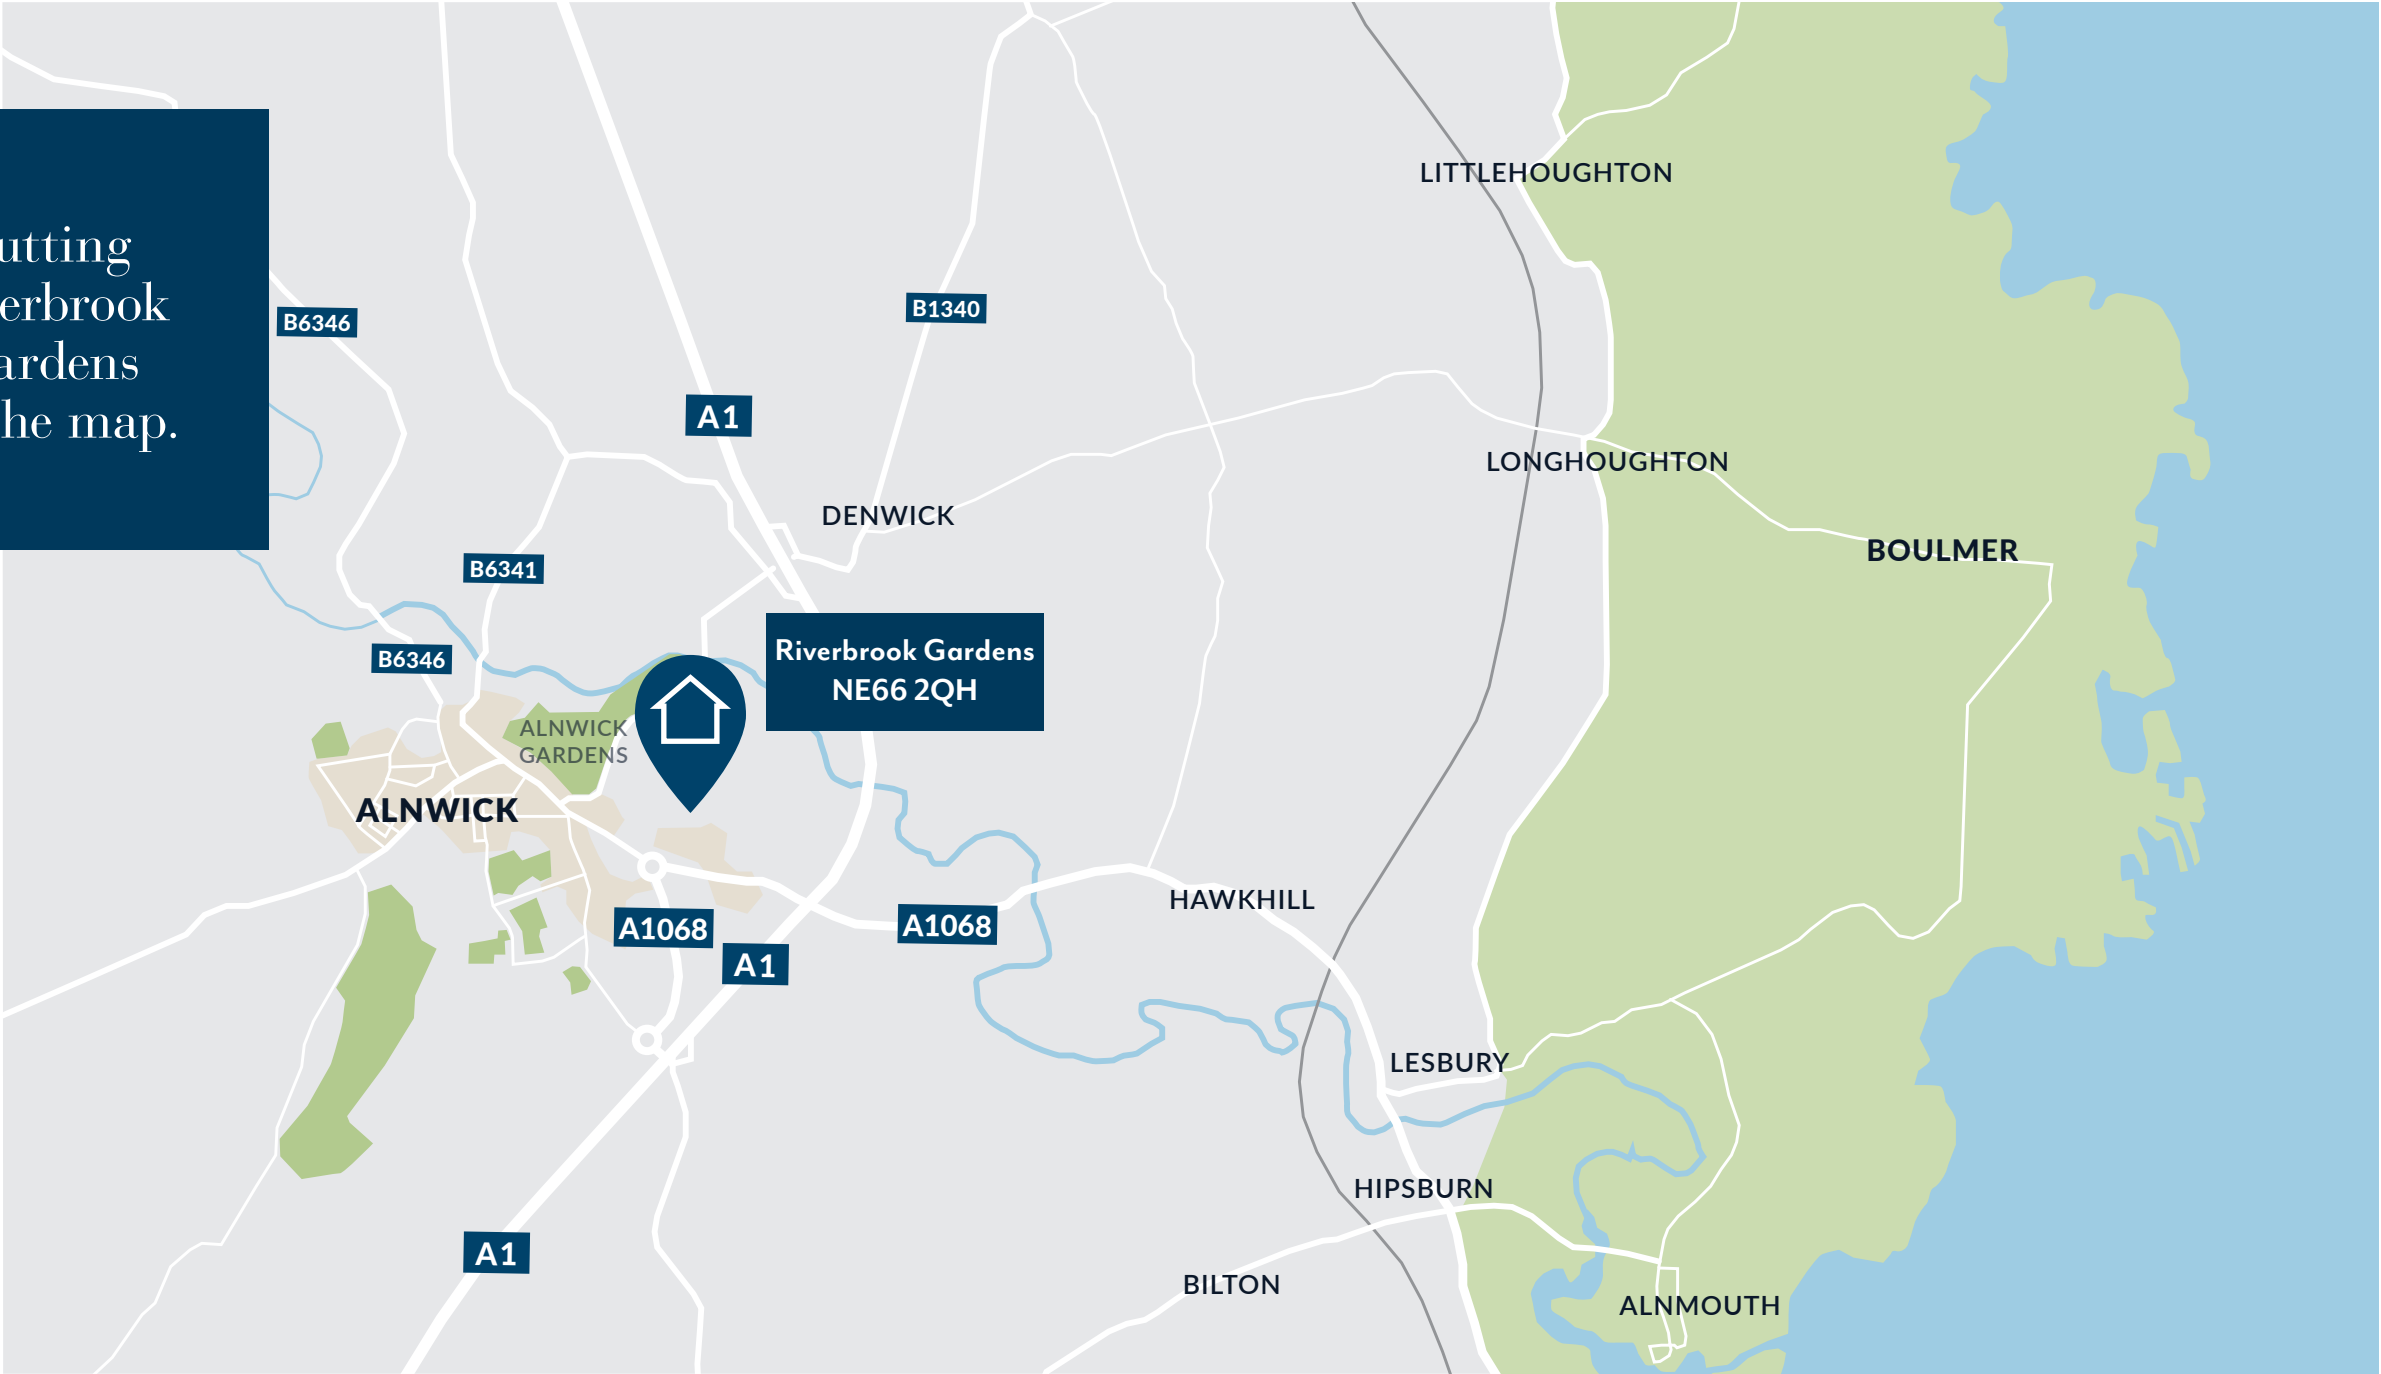 utting
erbrook
ardens
he map.
LITTLEHOUGHTON
B6346
B1340
A1
LONGHOUGHTON
DENWICK
BOULMER
B6341
Riverbrook Gardens
NE66 2QH
B6346
ALNWICK
GARDENS
ALNWICK
HAWKHILL
A1068
A1068
A1
LESBURY
HIPSBURN
A1
BILTON
ALNMOUTH